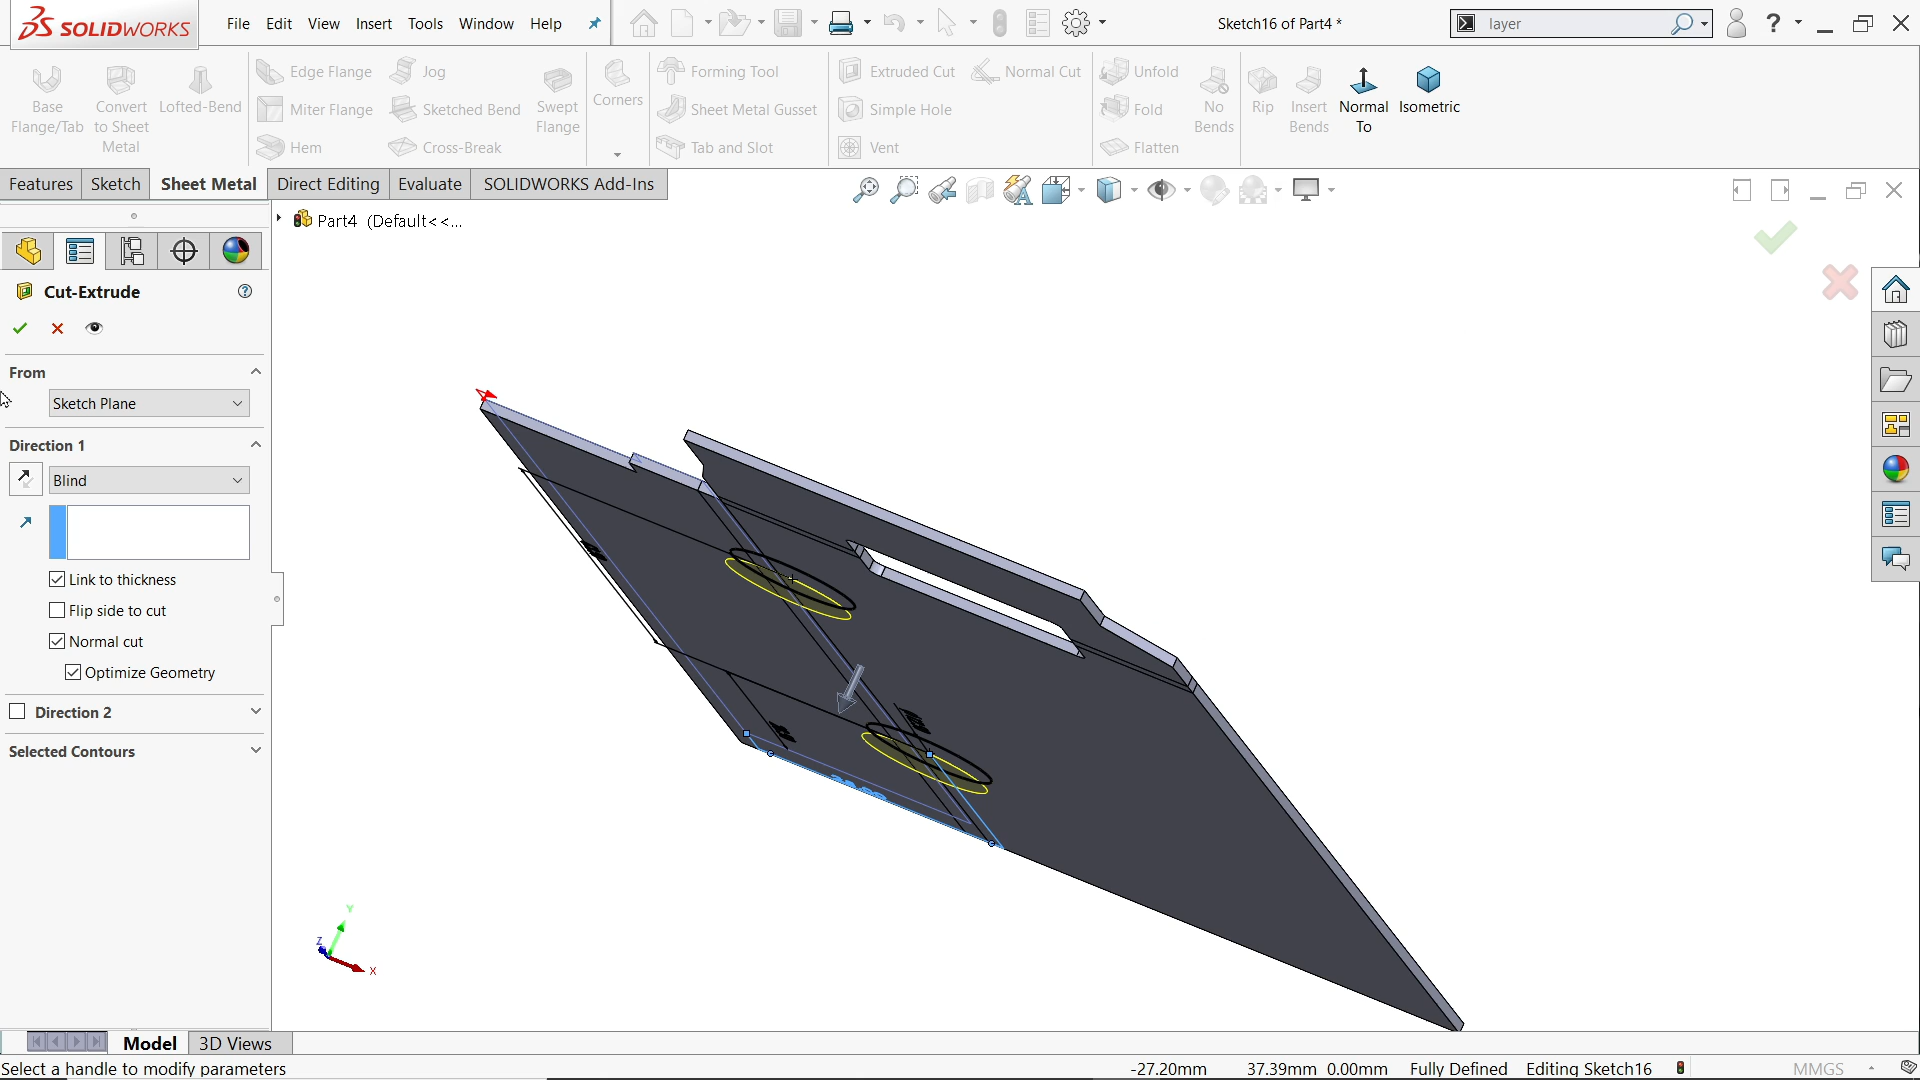 SOLIDWORKS File Edit View Insert Tools Window Help Sketch16 of Part4 * layer ?
Base Flange/Tab
Convert to Sheet Metal
Lofted-Bend
Edge Flange
Miter Flange
Hem
Jog
Sketched Bend
Cross-Break
Swept Flange
Corners
Forming Tool
Sheet Metal Gusset
Tab and Slot
Extruded Cut
Simple Hole
Vent
Normal Cut
Unfold
Fold
Flatten
No Bends
Rip
Insert Bends
Normal To
Isometric
Features Sketch Sheet Metal Direct Editing Evaluate SOLIDWORKS Add-Ins
Part4 (Default<<...
Cut-Extrude
From
Sketch Plane
Direction 1
Blind
Link to thickness
Flip side to cut
Normal cut
Optimize Geometry
Direction 2
Selected Contours
Y
Z
X
Model 3D Views
Select a handle to modify parameters -27.20mm 37.39mm 0.00mm Fully Defined Editing Sketch16 MMGS